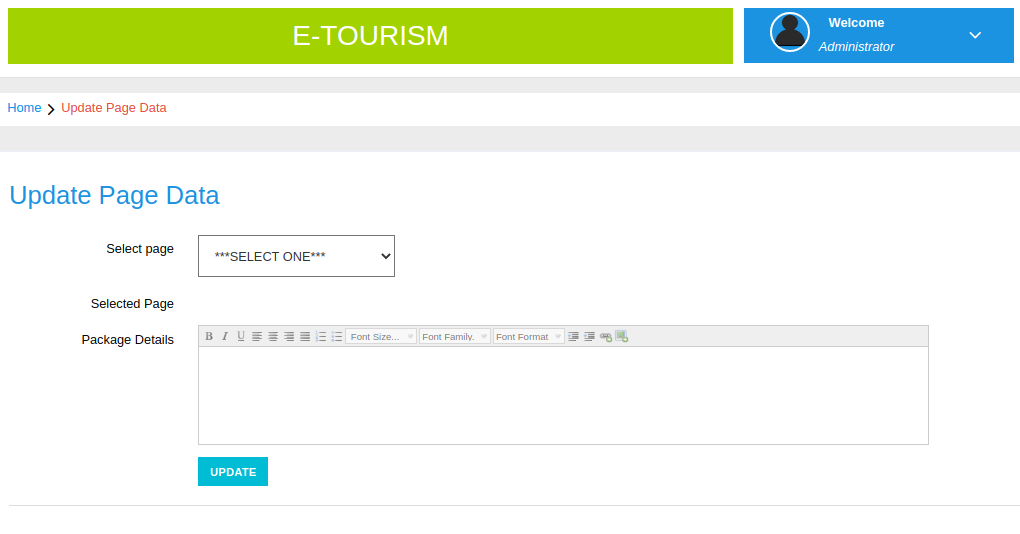 E-TOURISM
Welcome
Administrator
Home Update Page Data
Update Page Data
Select page
***SELECT ONE***
Selected Page
Package Details
B I U Font Size... Font Family. Font Format
UPDATE